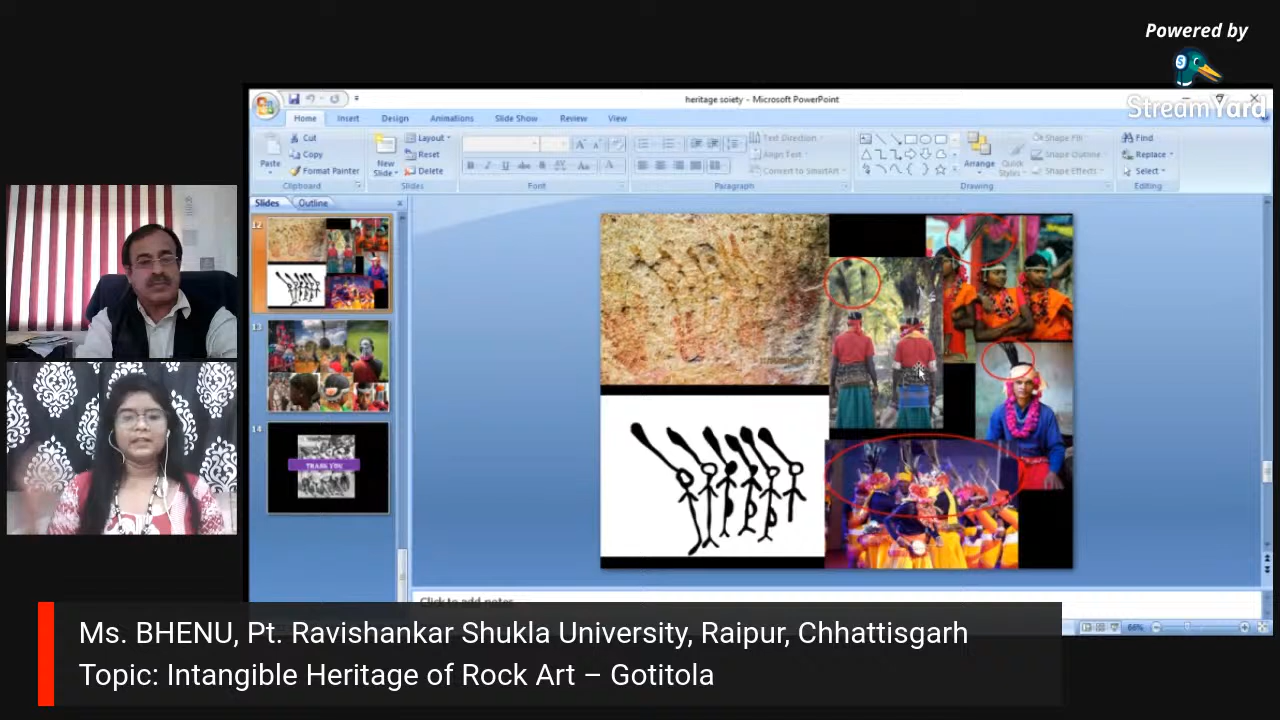 Powered by
StreamYard
heritage soiety - Microsoft PowerPoint
Home Insert Design Animations Slide Show Review View
Cut
Copy
Format Painter
Paste
Clipboard
New
Slide
Layout
Reset
Delete
Slides
Font
Text Direction
Align Text
Convert to SmartArt
Paragraph
Arrange
Quick
Styles
Shape Fill
Shape Outline
Shape Effects
Drawing
Find
Replace
Select
Editing
Slides Outline
12
13
14
THANK YOU
Click to add notes
66%
Ms. BHENU, Pt. Ravishankar Shukla University, Raipur, Chhattisgarh
Topic: Intangible Heritage of Rock Art – Gotitola